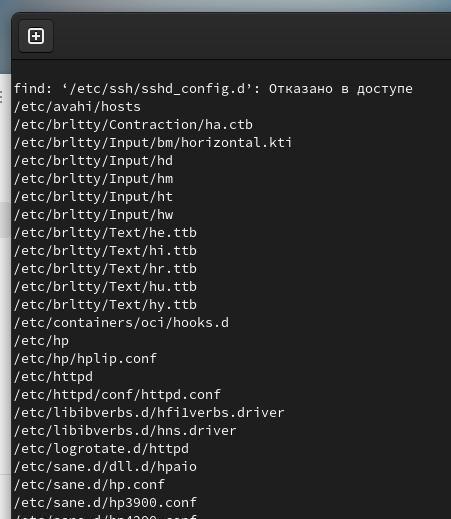 find: ‘/etc/ssh/sshd_config.d’: Отказано в доступе
/etc/avahi/hosts
/etc/brltty/Contraction/ha.ctb
/etc/brltty/Input/bm/horizontal.kti
/etc/brltty/Input/hd
/etc/brltty/Input/hm
/etc/brltty/Input/ht
/etc/brltty/Input/hw
/etc/brltty/Text/he.ttb
/etc/brltty/Text/hi.ttb
/etc/brltty/Text/hr.ttb
/etc/brltty/Text/hu.ttb
/etc/brltty/Text/hy.ttb
/etc/containers/oci/hooks.d
/etc/hp
/etc/hp/hplip.conf
/etc/httpd
/etc/httpd/conf/httpd.conf
/etc/libibverbs.d/hfi1verbs.driver
/etc/libibverbs.d/hns.driver
/etc/logrotate.d/httpd
/etc/sane.d/dll.d/hpaio
/etc/sane.d/hp.conf
/etc/sane.d/hp3900.conf
/etc/sane.d/hp4200.conf